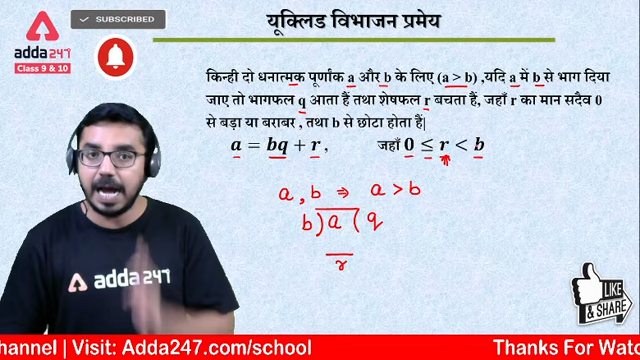 SUBSCRIBED
यूक्लिड विभाजन प्रमेय
adda247
Class 9 & 10
किन्ही दो धनात्मक पूर्णांक a और b के लिए (a > b) ,यदि a में b से भाग दिया
जाए तो भागफल q आता हैं तथा शेषफल r बचता हैं, जहाँ r का मान सदैव 0
से बड़ा या बराबर , तथा b से छोटा होता हैं|
a = bq + r , जहाँ 0 ≤ r < b
a , b ⇒ a > b
b) a ( q
r
adda247
LIKE
& SHARE
Channel | Visit: Adda247.com/school Thanks For Watc